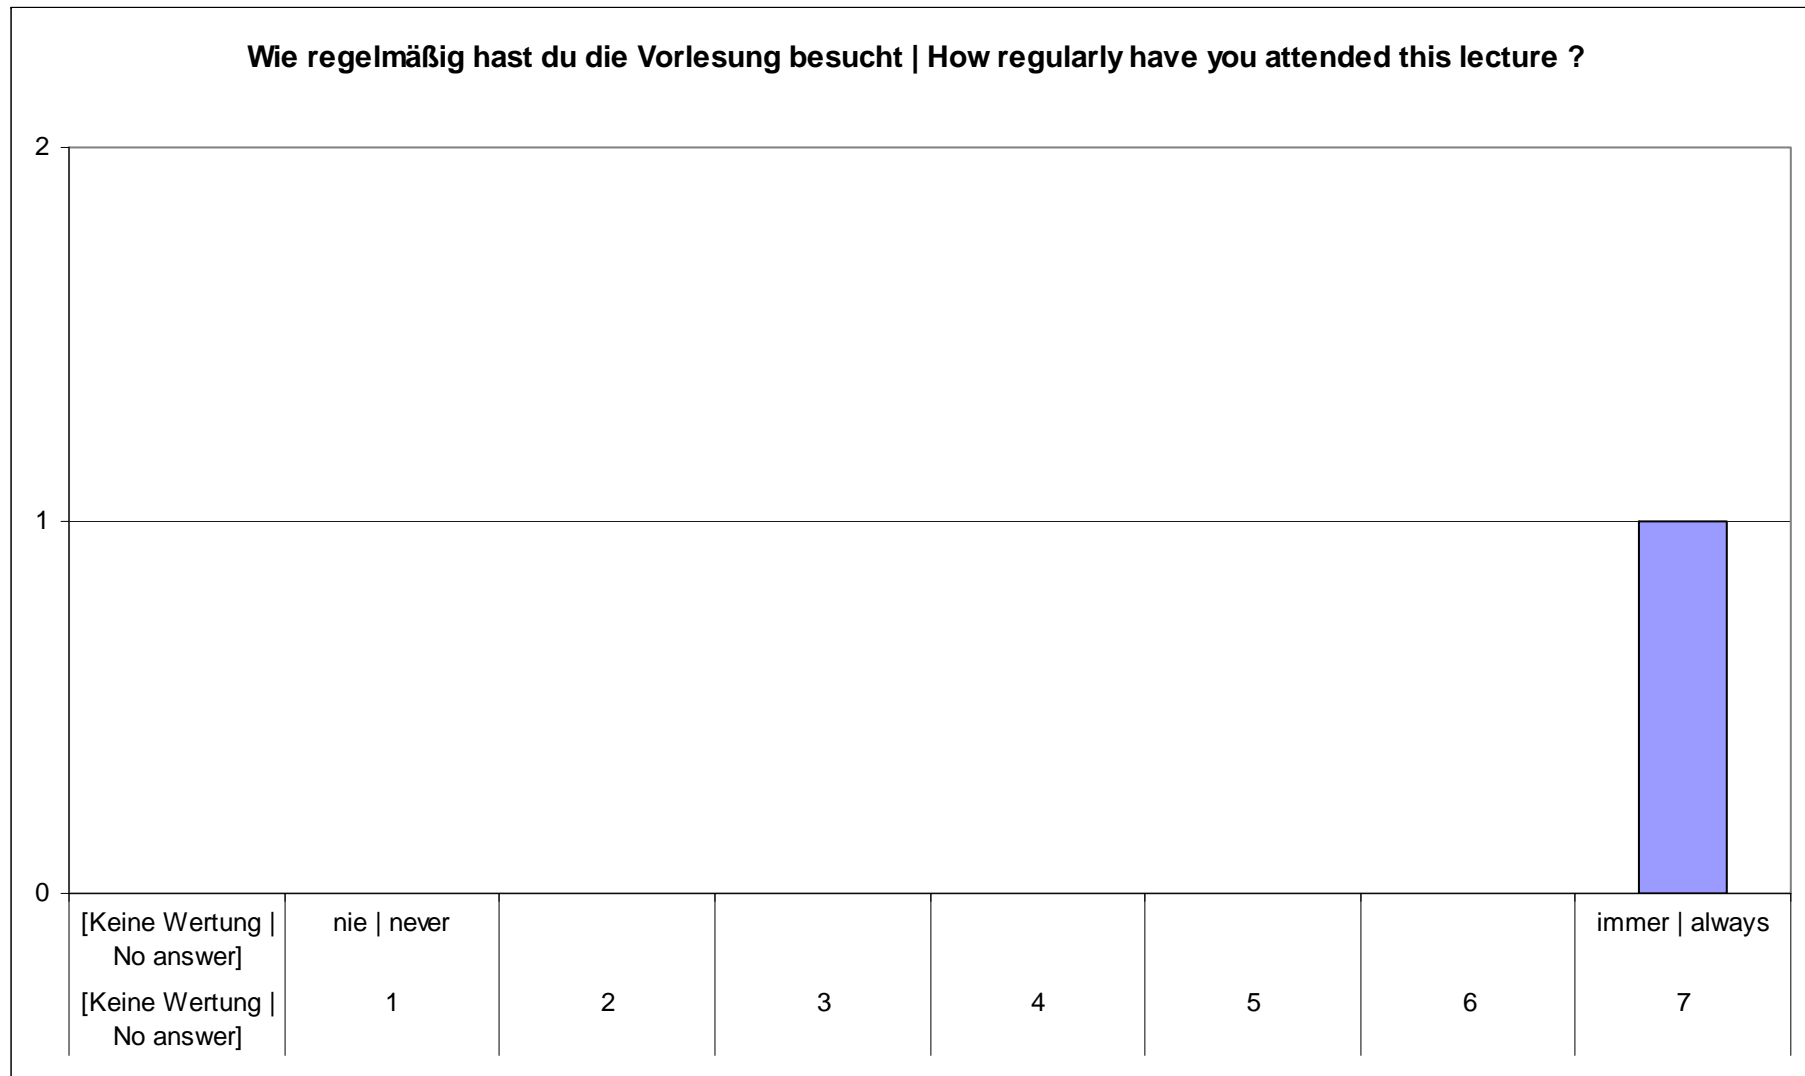 Wie regelmäßig hast du die Vorlesung besucht | How regularly have you attended this lecture ?
2
1
0
[Keine Wertung | No answer]
nie | never
immer | always
[Keine Wertung | No answer]
1
2
3
4
5
6
7